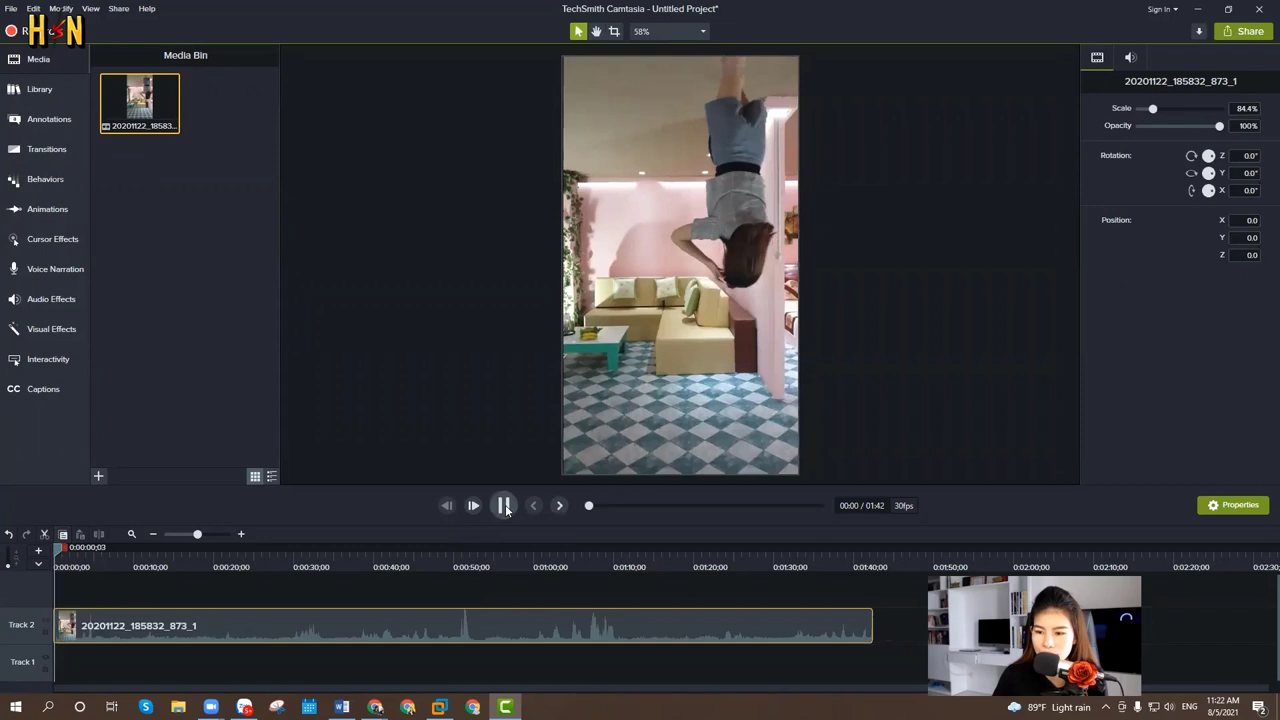 File Edit Modify View Share Help
TechSmith Camtasia - Untitled Project*
Sign In
HSN
58%
Share
Media
Library
Annotations
Transitions
Behaviors
Animations
Cursor Effects
Voice Narration
Audio Effects
Visual Effects
Interactivity
CC Captions
Media Bin
20201122_18583...
20201122_185832_873_1
Scale 84.4%
Opacity 100%
Rotation: Z 0.0°
Y 0.0°
X 0.0°
Position: X 0.0
Y 0.0
Z 0.0
00:00 / 01:42 30fps
Properties
0:00:00;03
0:00:00;00 0:00:10;00 0:00:20;00 0:00:30;00 0:00:40;00 0:00:50;00 0:01:00;00 0:01:10;00 0:01:20;00 0:01:30;00 0:01:40;00 0:01:50;00 0:02:00;00 0:02:10;00 0:02:20;00 0:02:30;
Track 2 20201122_185832_873_1
Track 1
89°F Light rain
11:22 AM
8/5/2021